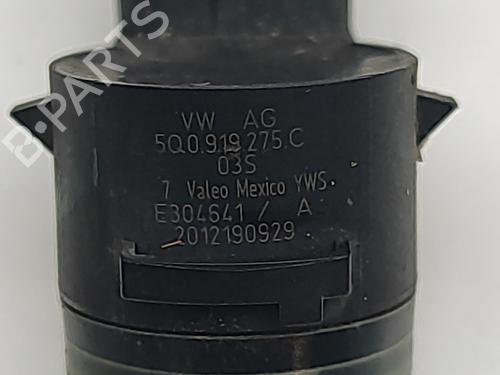 B-PARTS
VW AG
5Q0.919.275.C
03S
7 Valeo Mexico YWS.
E304641 / A
2012190929